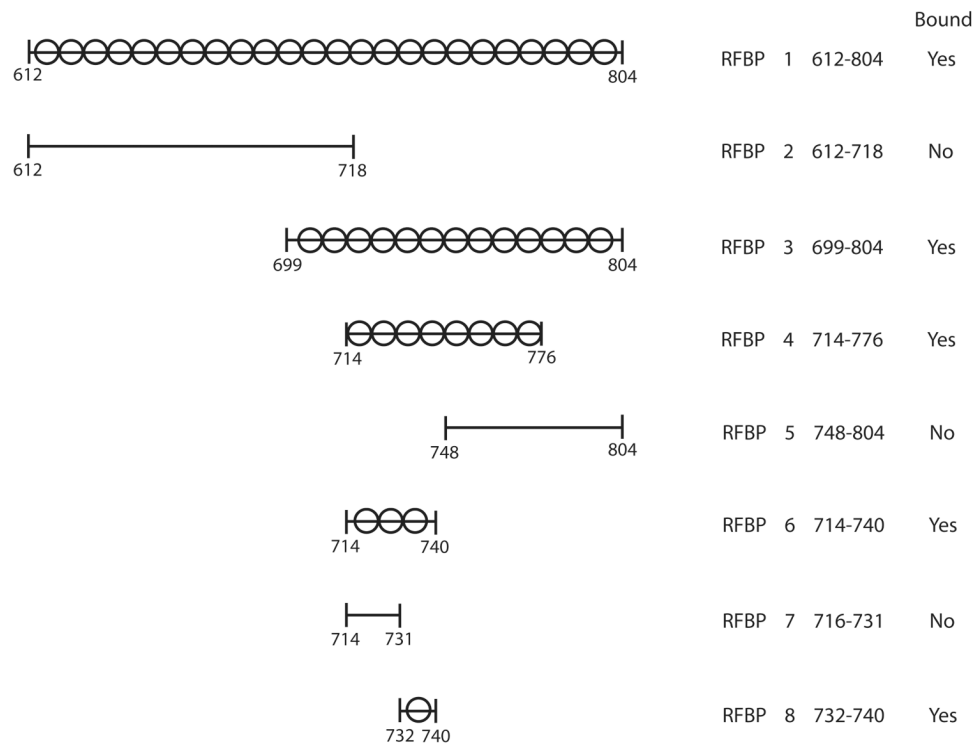 Bound
612 804 RFBP 1 612-804 Yes
612 718 RFBP 2 612-718 No
699 804 RFBP 3 699-804 Yes
714 776 RFBP 4 714-776 Yes
748 804 RFBP 5 748-804 No
714 740 RFBP 6 714-740 Yes
714 731 RFBP 7 716-731 No
732 740 RFBP 8 732-740 Yes